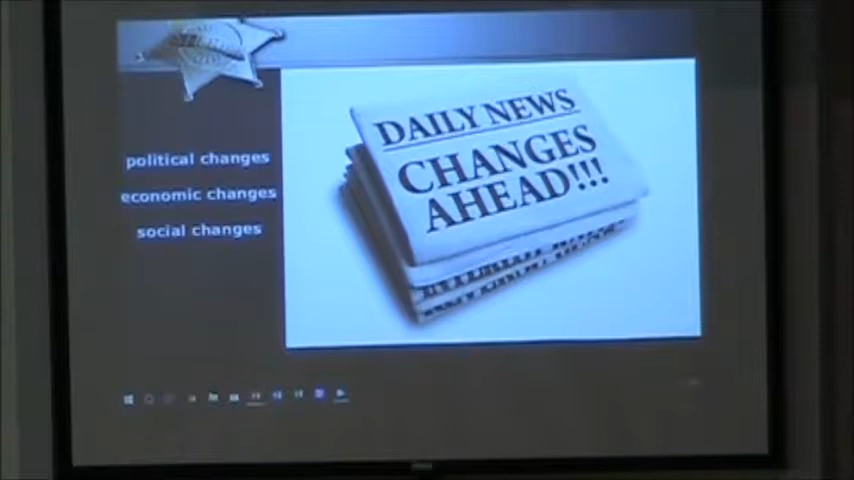 political changes
economic changes
social changes
DAILY NEWS
CHANGES
AHEAD!!!